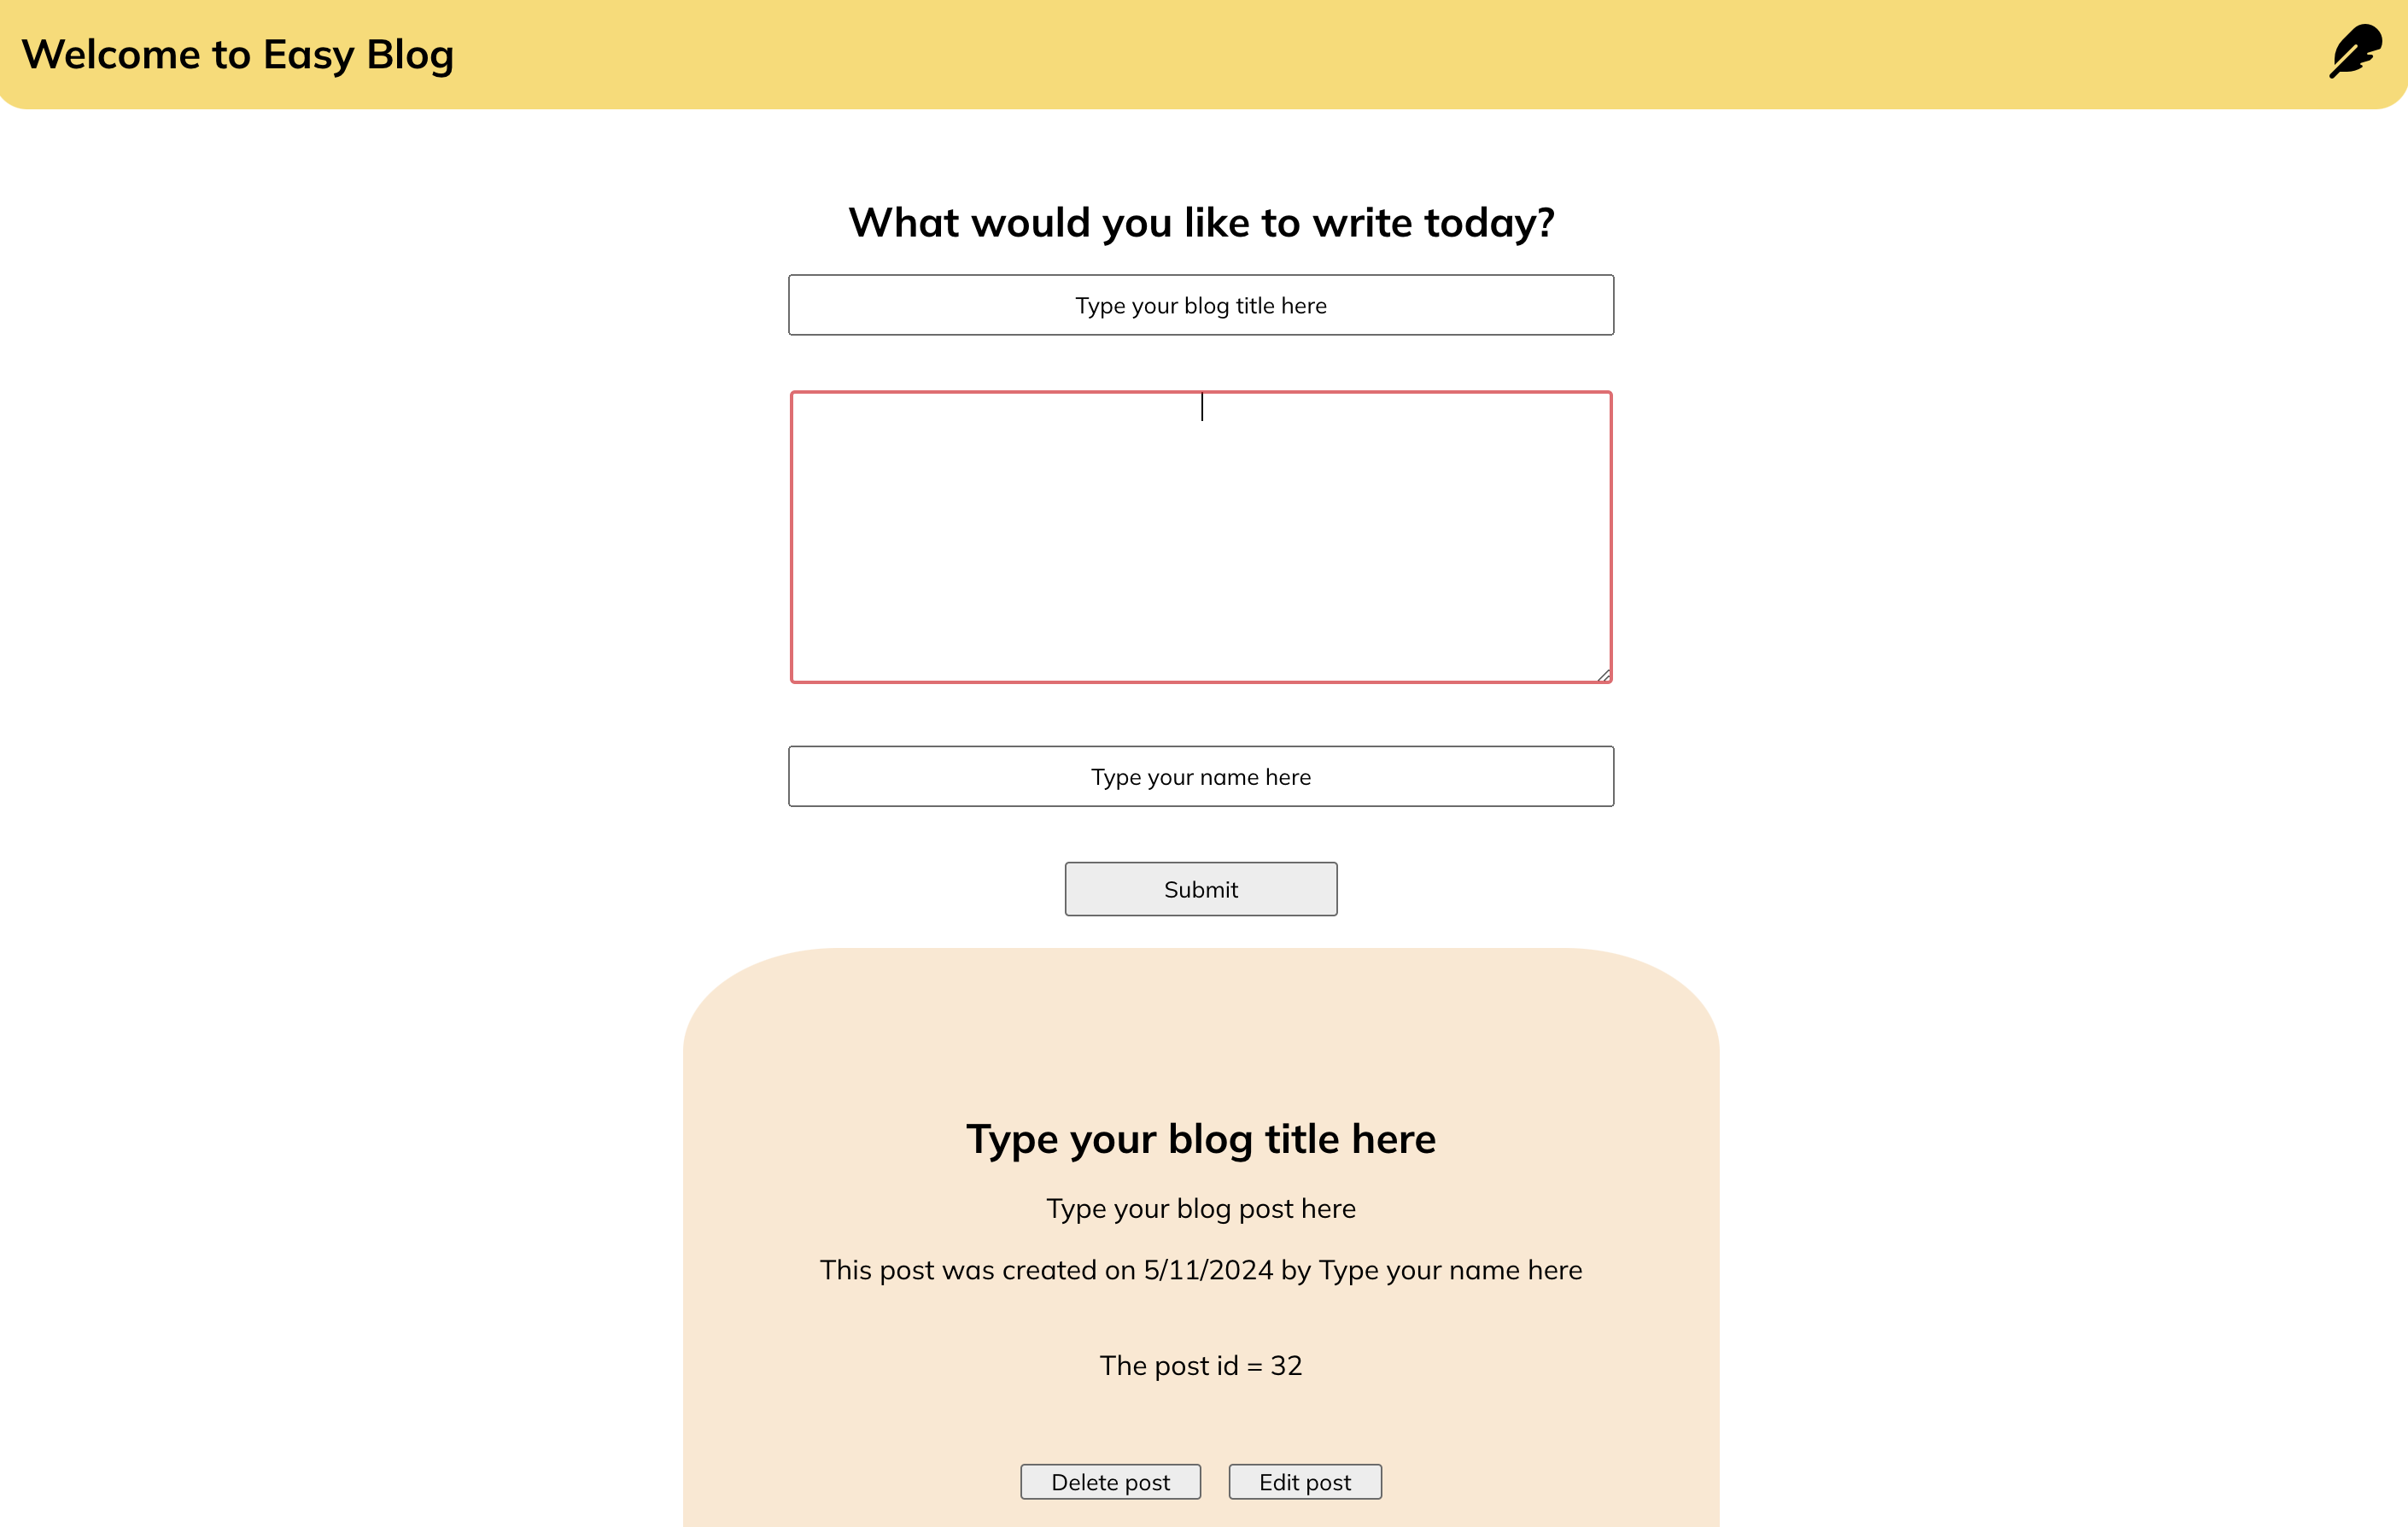 Welcome to Easy Blog
What would you like to write today?
Type your blog title here
Type your name here
Submit
Type your blog title here
Type your blog post here
This post was created on 5/11/2024 by Type your name here
The post id = 32
Delete post
Edit post